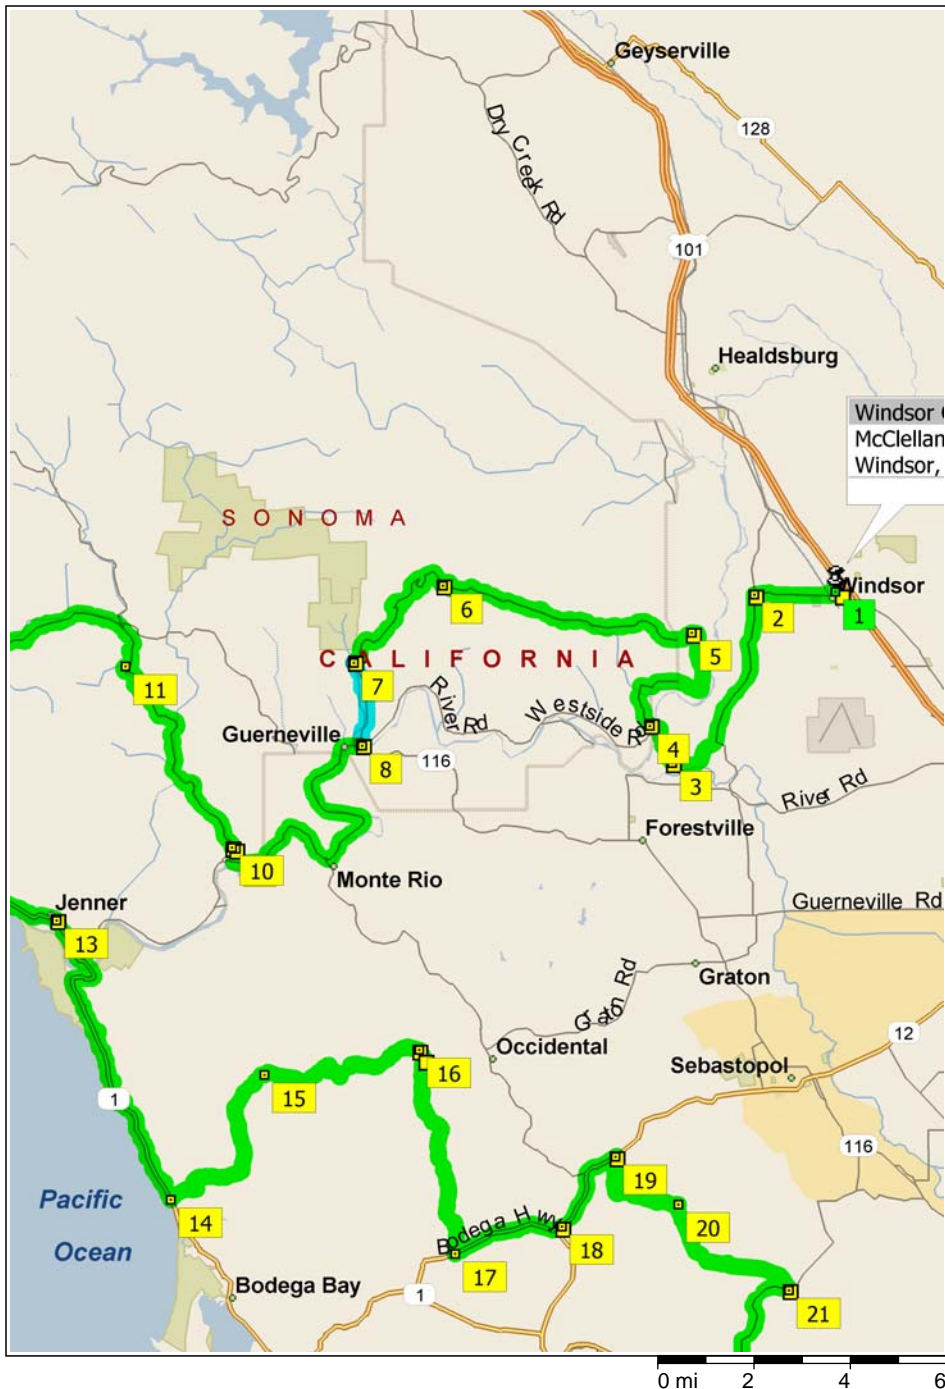 Geyserville
128
Dry Creek Rd
101
Healdsburg
Windsor
McClellan
Windsor,
SONOMA
Windsor
1
2
6
5
CALIFORNIA
7
11
River Rd
Westside Rd
Guerneville
116
8
4
3
River Rd
Forestville
10
Monte Rio
Jenner
Guerneville Rd
13
Graton
Graton Rd
12
Occidental
16
Sebastopol
15
1
116
19
Pacific
Ocean
14
20
Bodega Hwy
18
17
Bodega Bay
1
21
0 mi 2 4 6